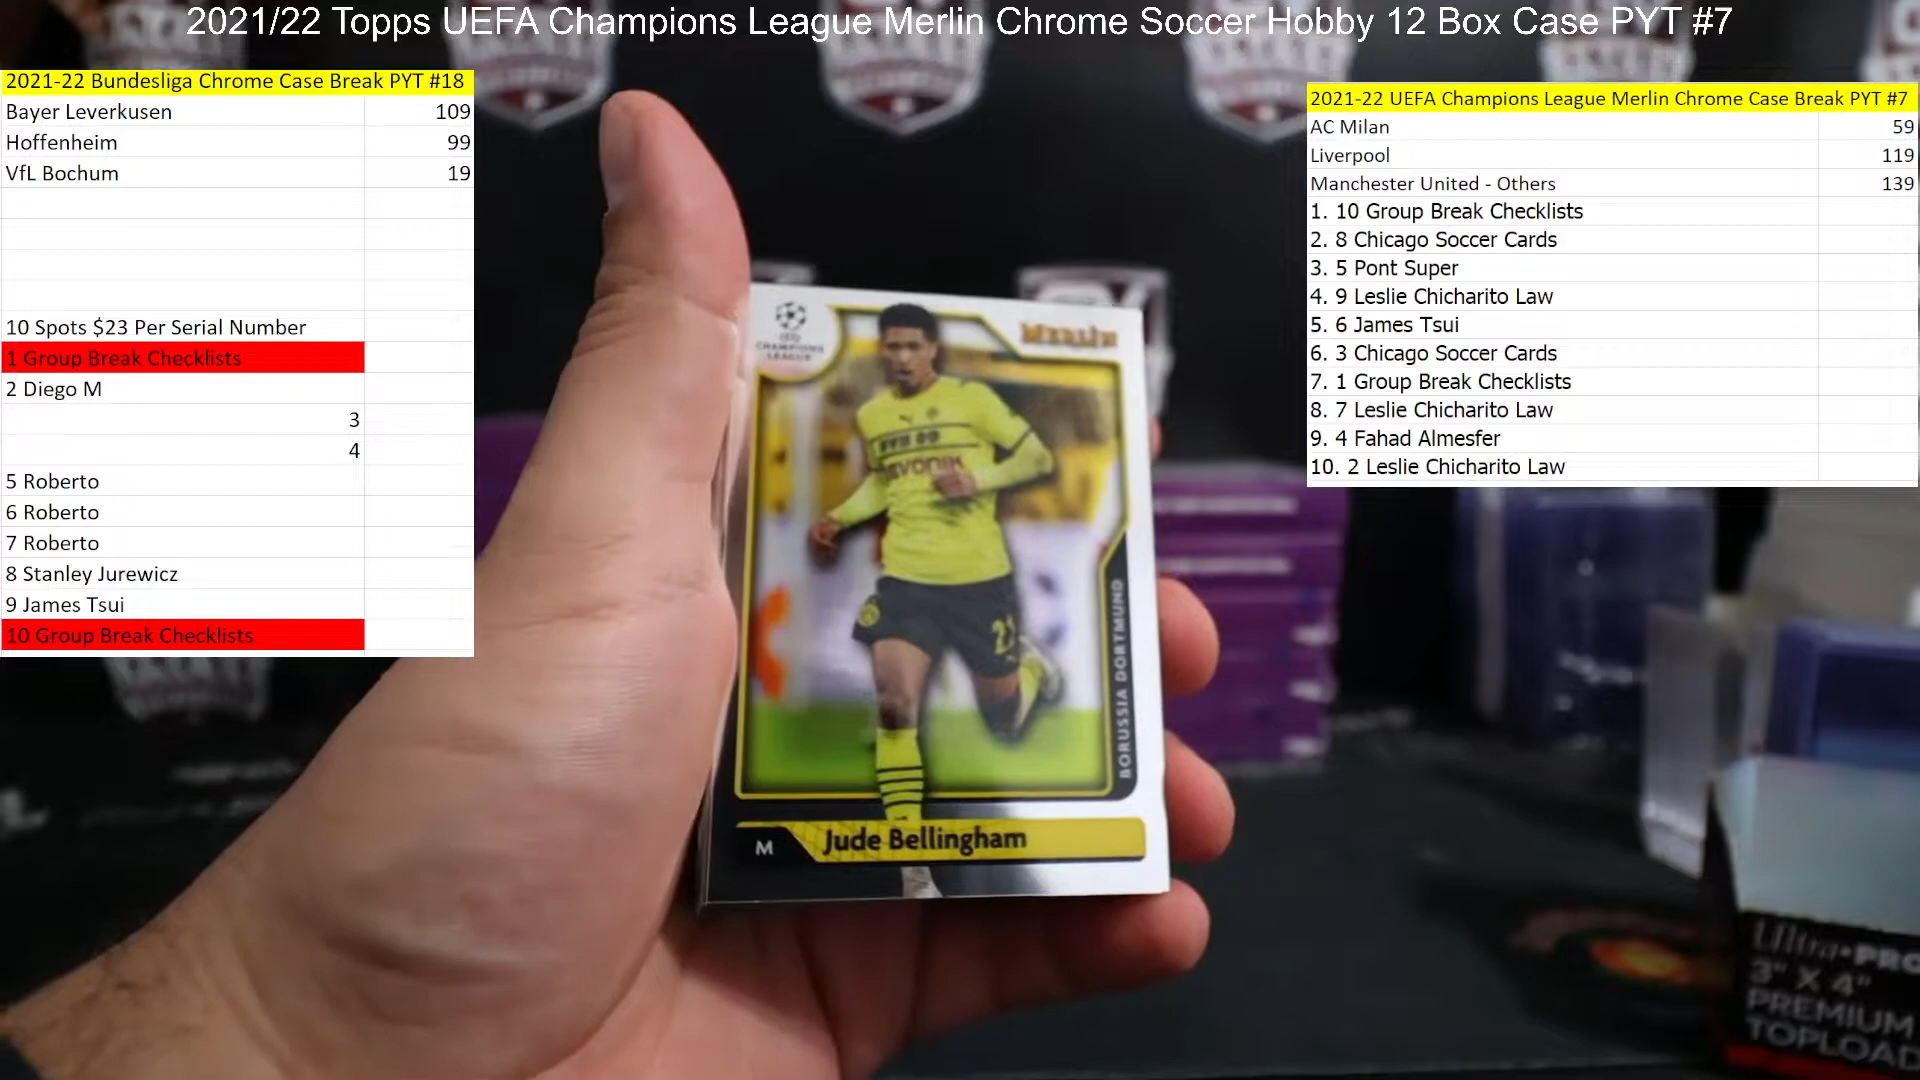 2021/22 Topps UEFA Champions League Merlin Chrome Soccer Hobby 12 Box Case PYT #7
2021-22 Bundesliga Chrome Case Break PYT #18
Bayer Leverkusen 109
Hoffenheim 99
VfL Bochum 19
10 Spots $23 Per Serial Number
1 Group Break Checklists
2 Diego M
3
4
5 Roberto
6 Roberto
7 Roberto
8 Stanley Jurewicz
9 James Tsui
10 Group Break Checklists
2021-22 UEFA Champions League Merlin Chrome Case Break PYT #7
AC Milan 59
Liverpool 119
Manchester United - Others 139
1. 10 Group Break Checklists
2. 8 Chicago Soccer Cards
3. 5 Pont Super
4. 9 Leslie Chicharito Law
5. 6 James Tsui
6. 3 Chicago Soccer Cards
7. 1 Group Break Checklists
8. 7 Leslie Chicharito Law
9. 4 Fahad Almesfer
10. 2 Leslie Chicharito Law
CHAMPIONS
LEAGUE
MERLIN
EVONIK
BORUSSIA DORTMUND
M Jude Bellingham
Ultra PRO
3" X 4"
PREMIUM
TOPLOAD